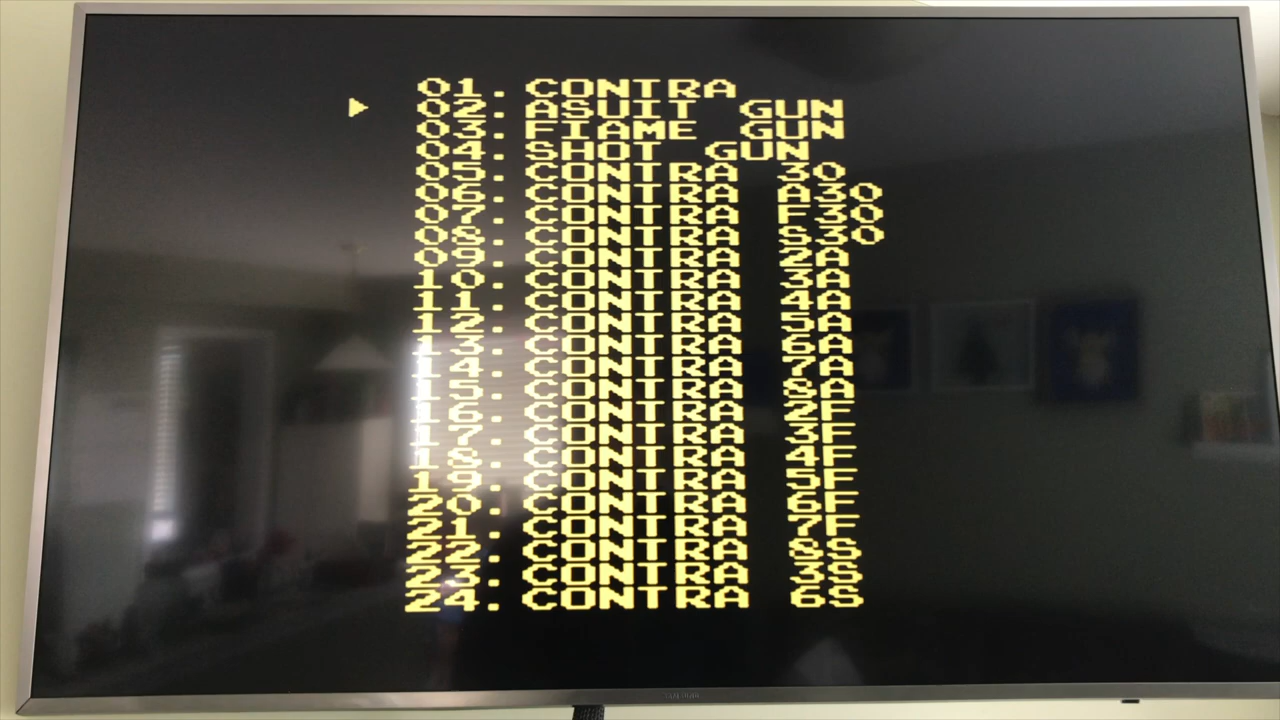 01. CONTRA
02. ASUIT GUN
03. FIAME GUN
04. SHOT GUN
05. CONTRA 30
06. CONTRA A30
07. CONTRA F30
08. CONTRA S30
09. CONTRA 2A
10. CONTRA 3A
11. CONTRA 4A
12. CONTRA 5A
13. CONTRA 6A
14. CONTRA 7A
15. CONTRA 8A
16. CONTRA 2F
17. CONTRA 3F
18. CONTRA 4F
19. CONTRA 5F
20. CONTRA 6F
21. CONTRA 7F
22. CONTRA 8S
23. CONTRA 3S
24. CONTRA 6S
SAMSUNG